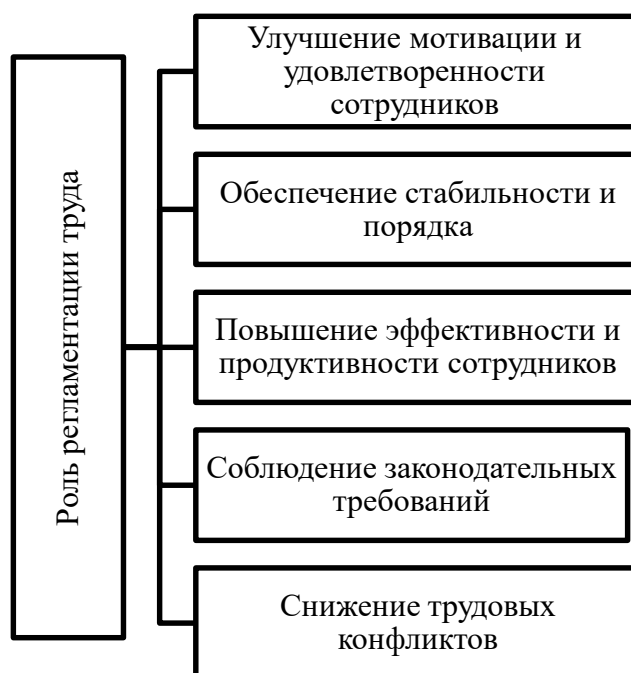 Роль регламентации труда
Улучшение мотивации и
удовлетворенности
сотрудников
Обеспечение стабильности и
порядка
Повышение эффективности и
продуктивности сотрудников
Соблюдение законодательных
требований
Снижение трудовых
конфликтов